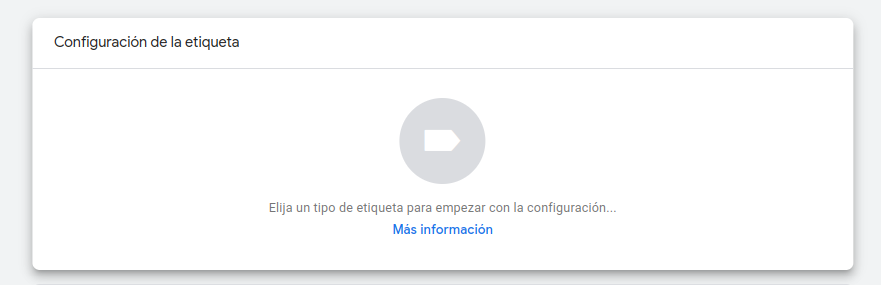 Configuración de la etiqueta
Elija un tipo de etiqueta para empezar con la configuración...
Más información